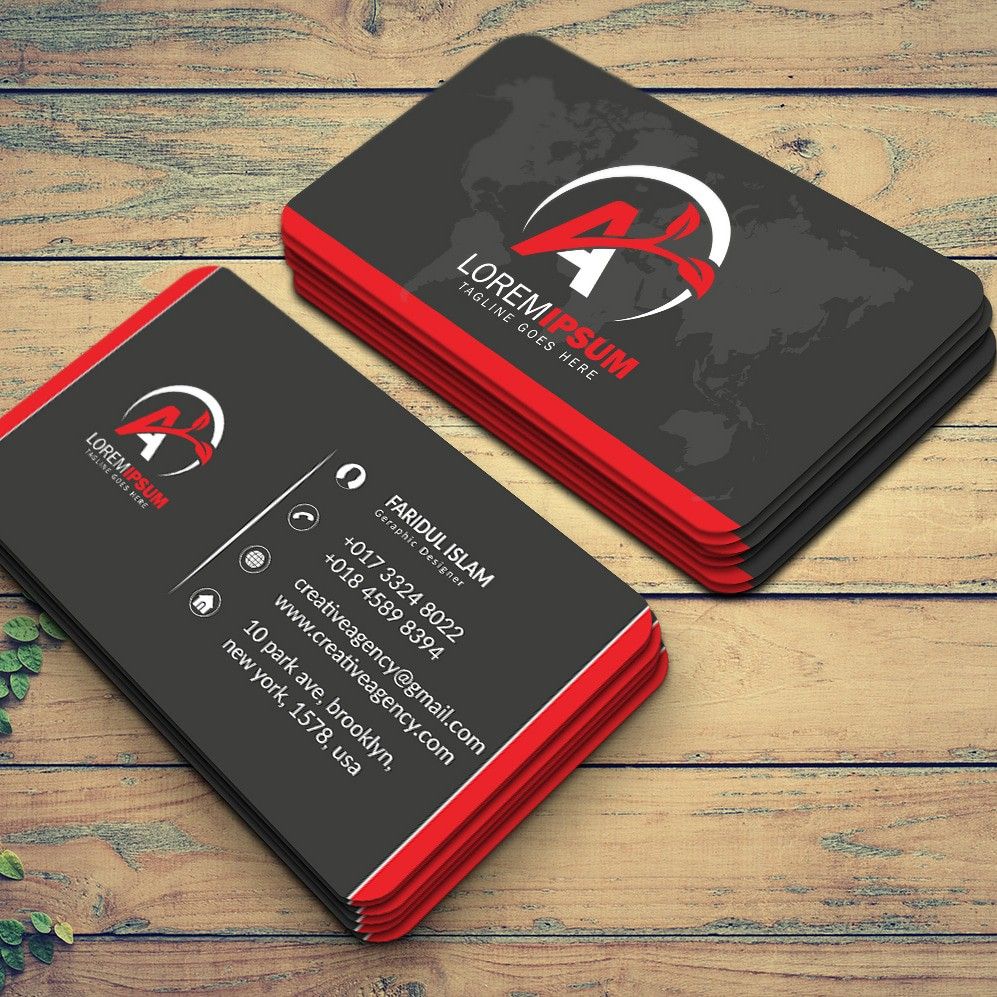 A
LOREMIPSUM
TAGLINE GOES HERE
A
LOREMIPSUM
TAGLINE GOES HERE
FARIDUL ISLAM
Geraphic Designer
+017 3324 8022
+018 4589 8394
creativeagency@gmail.com
www.creativeagency.com
10 park ave, brooklyn,
new york, 1578, usa